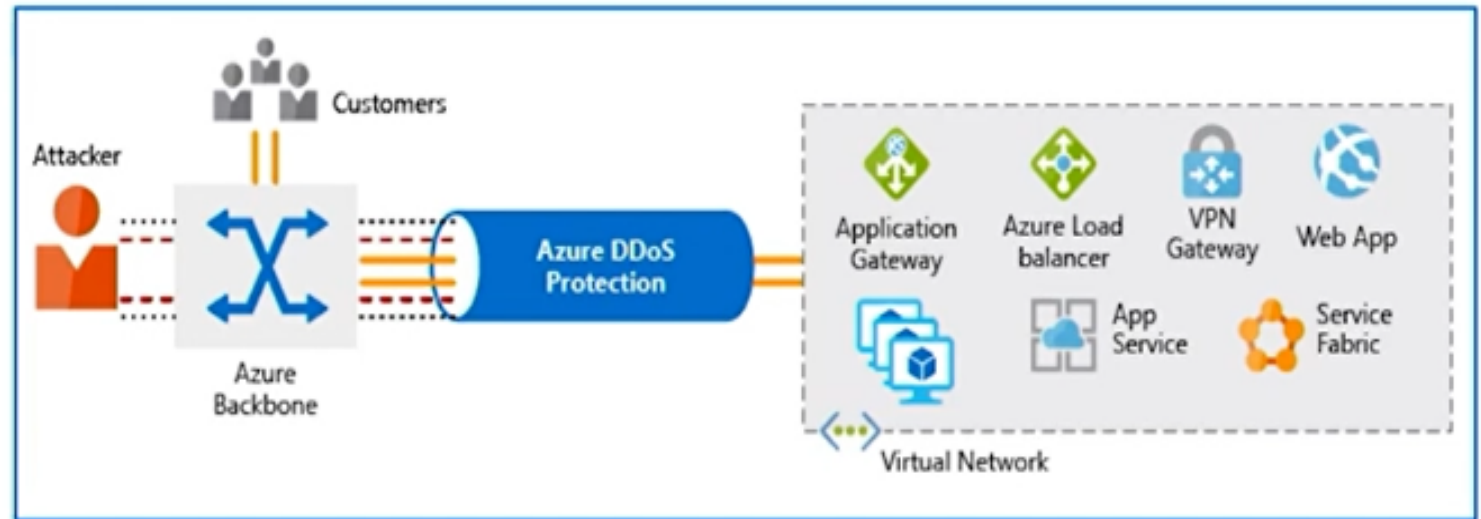 Customers
Attacker
Azure
Backbone
Azure DDoS
Protection
Application
Gateway
Azure Load
balancer
VPN
Gateway
Web App
App
Service
Service
Fabric
Virtual Network